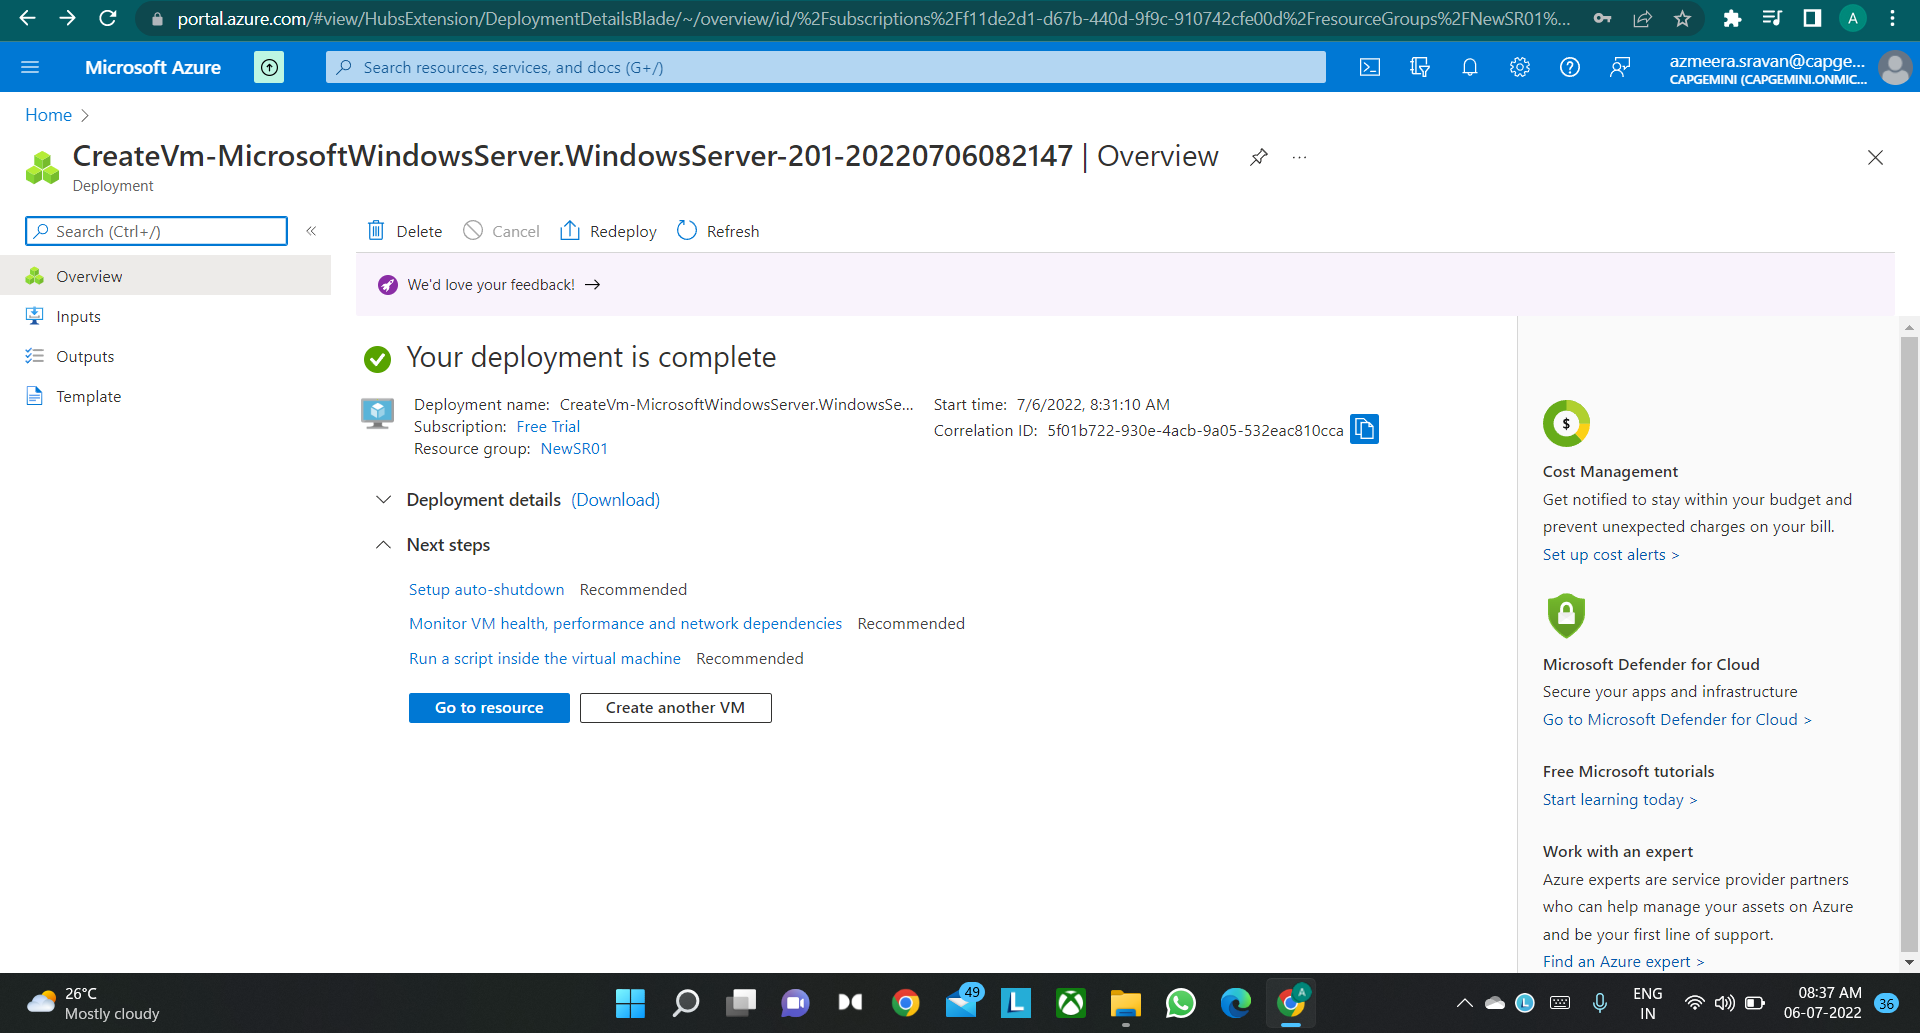 portal.azure.com/#view/HubsExtension/DeploymentDetailsBlade/~/overview/id/%2Fsubscriptions%2Ff11de2d1-d67b-440d-9f9c-910742cfe00d%2FresourceGroups%2FNewSR01%...
A
Microsoft Azure
Search resources, services, and docs (G+/)
azmeera.sravan@capge...
CAPGEMINI (CAPGEMINI.ONMIC...
Home
CreateVm-MicrosoftWindowsServer.WindowsServer-201-20220706082147 | Overview
Deployment
Search (Ctrl+/)
Overview
Inputs
Outputs
Template
Delete
Cancel
Redeploy
Refresh
We'd love your feedback! →
Your deployment is complete
Deployment name: CreateVm-MicrosoftWindowsServer.WindowsSe...
Subscription: Free Trial
Resource group: NewSR01
Start time: 7/6/2022, 8:31:10 AM
Correlation ID: 5f01b722-930e-4acb-9a05-532eac810cca
Deployment details (Download)
Next steps
Setup auto-shutdown Recommended
Monitor VM health, performance and network dependencies Recommended
Run a script inside the virtual machine Recommended
Go to resource
Create another VM
$
Cost Management
Get notified to stay within your budget and
prevent unexpected charges on your bill.
Set up cost alerts >
Microsoft Defender for Cloud
Secure your apps and infrastructure
Go to Microsoft Defender for Cloud >
Free Microsoft tutorials
Start learning today >
Work with an expert
Azure experts are service provider partners
who can help manage your assets on Azure
and be your first line of support.
Find an Azure expert >
26°C
Mostly cloudy
49
L
A
L
ENG
IN
08:37 AM
06-07-2022
36